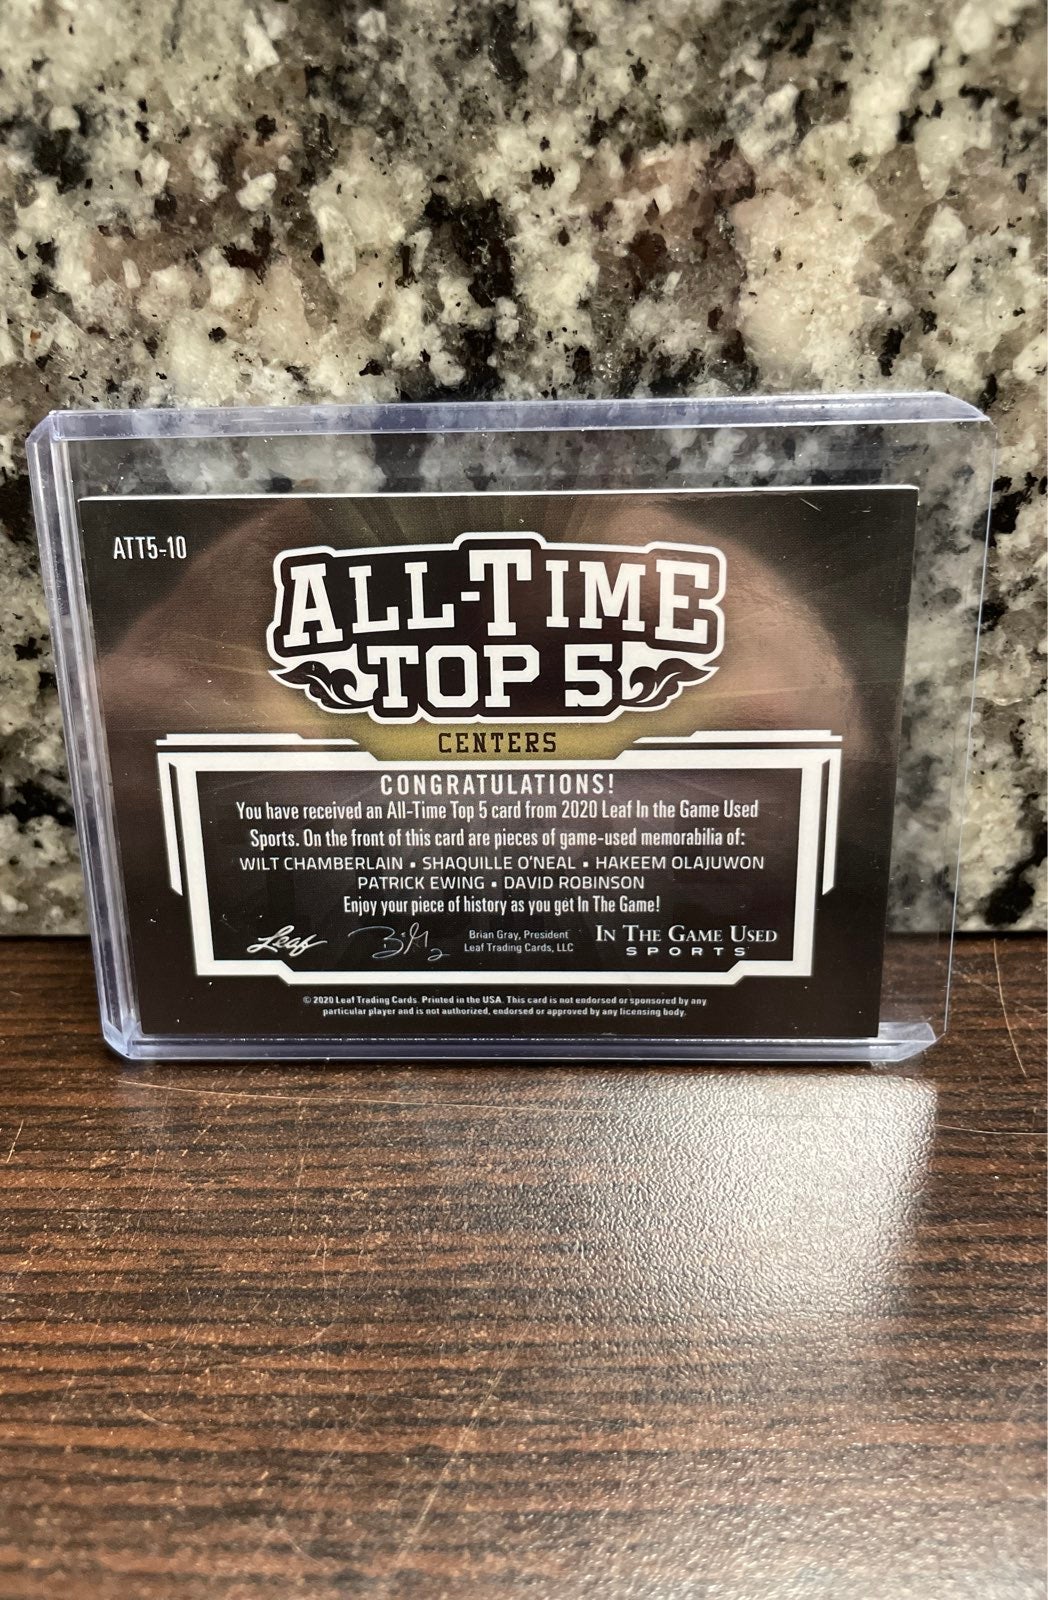 ATT5-10
ALL-TIME
TOP 5
CENTERS
CONGRATULATIONS!
You have received an All-Time Top 5 card from 2020 Leaf In the Game Used
Sports. On the front of this card are pieces of game-used memorabilia of:
WILT CHAMBERLAIN • SHAQUILLE O'NEAL • HAKEEM OLAJUWON
PATRICK EWING • DAVID ROBINSON
Enjoy your piece of history as you get In The Game!
Leaf
Brian Gray, President
Leaf Trading Cards, LLC
IN THE GAME USED
SPORTS
© 2020 Leaf Trading Cards. Printed in the USA. This card is not endorsed or sponsored by any
particular player and is not authorized, endorsed or approved by any licensing body.